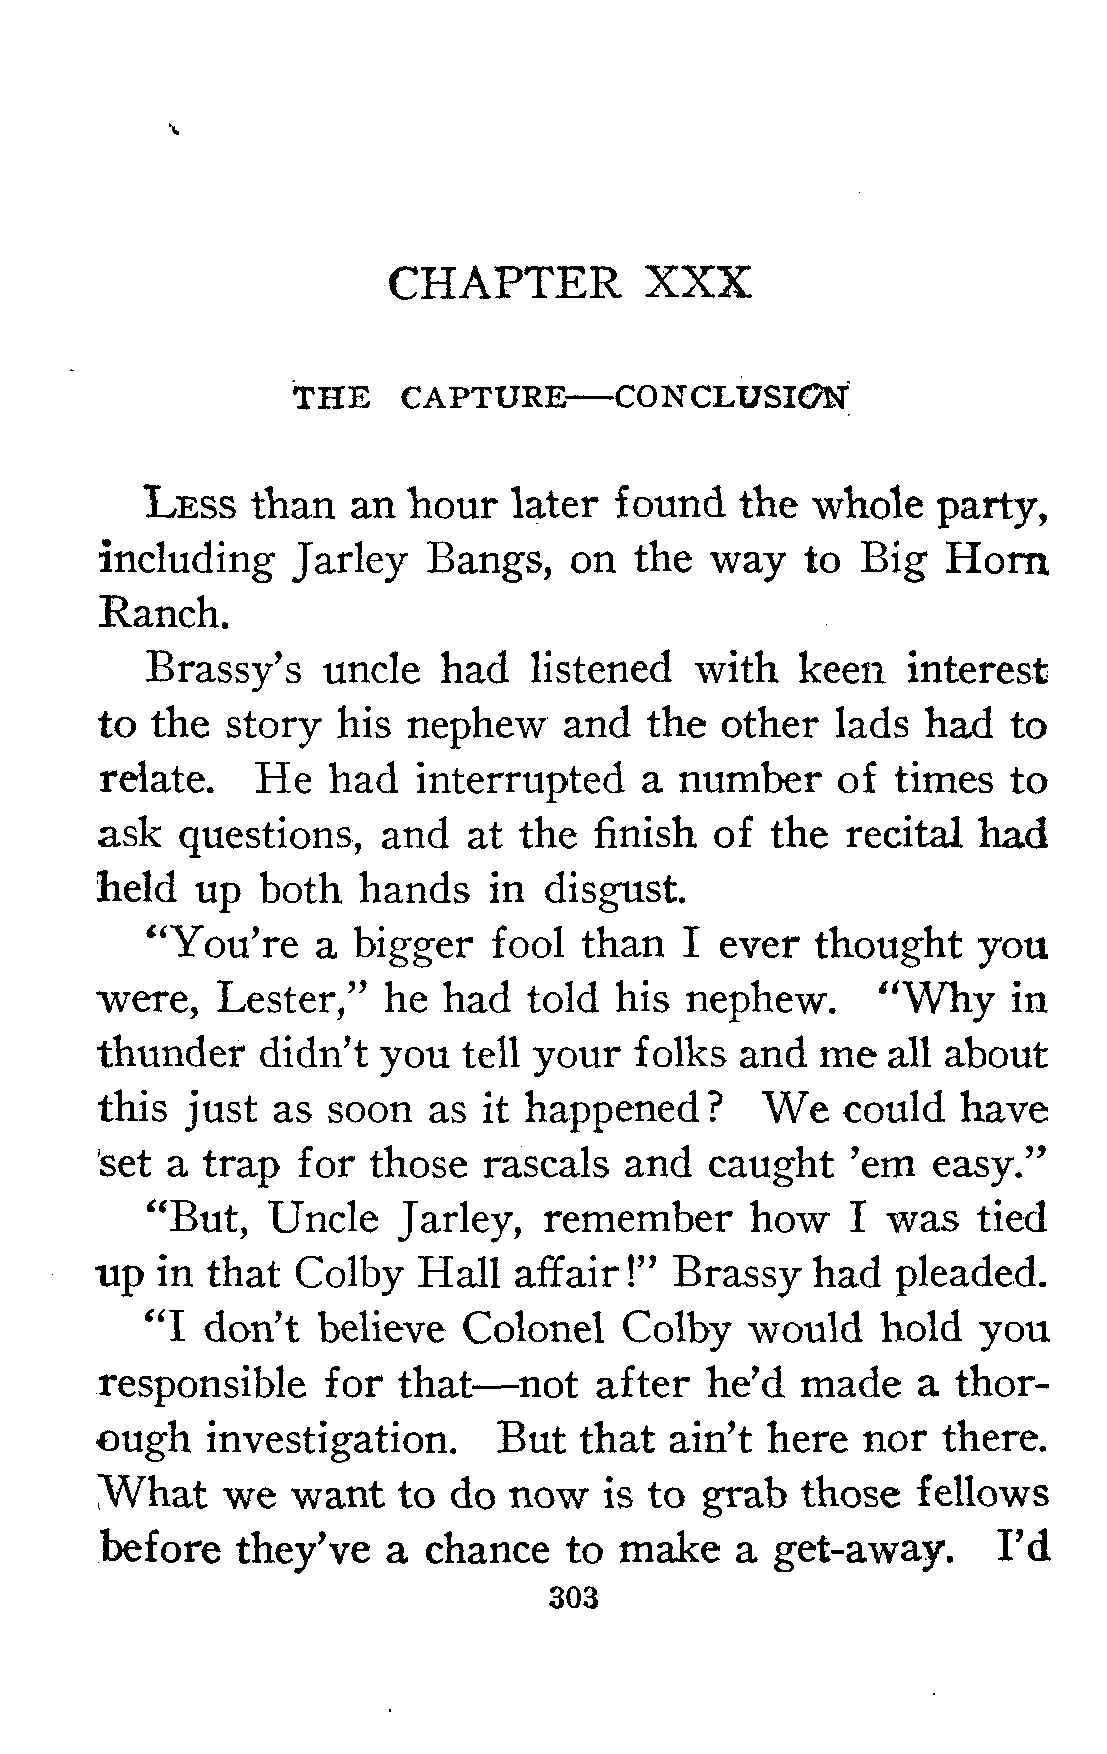 CHAPTER XXX
THE CAPTURE—CONCLUSION
LESS than an hour later found the whole party,
including Jarley Bangs, on the way to Big Horn
Ranch.
Brassy's uncle had listened with keen interest
to the story his nephew and the other lads had to
relate. He had interrupted a number of times to
ask questions, and at the finish of the recital had
held up both hands in disgust.
"You're a bigger fool than I ever thought you
were, Lester," he had told his nephew. "Why in
thunder didn't you tell your folks and me all about
this just as soon as it happened? We could have
set a trap for those rascals and caught 'em easy."
"But, Uncle Jarley, remember how I was tied
up in that Colby Hall affair!" Brassy had pleaded.
"I don't believe Colonel Colby would hold you
responsible for that—not after he'd made a thor-
ough investigation. But that ain't here nor there.
What we want to do now is to grab those fellows
before they've a chance to make a get-away. I'd
303